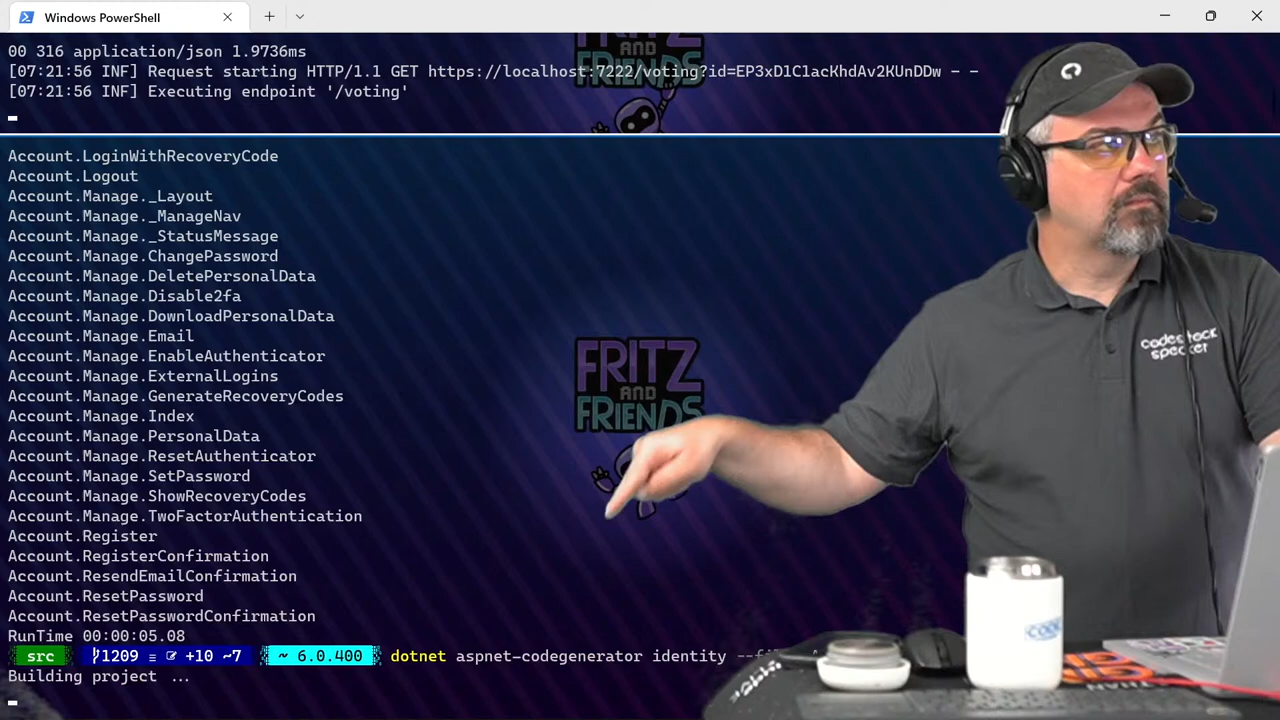 Windows PowerShell
00 316 application/json 1.9736ms
[07:21:56 INF] Request starting HTTP/1.1 GET https://localhost:7222/voting?id=EP3xD1C1acKhdAv2KUnDDw - -
[07:21:56 INF] Executing endpoint '/voting'
FRITZ
AND
FRIENDS
Account.LoginWithRecoveryCode
Account.Logout
Account.Manage._Layout
Account.Manage._ManageNav
Account.Manage._StatusMessage
Account.Manage.ChangePassword
Account.Manage.DeletePersonalData
Account.Manage.Disable2fa
Account.Manage.DownloadPersonalData
Account.Manage.Email
Account.Manage.EnableAuthenticator
Account.Manage.ExternalLogins
Account.Manage.GenerateRecoveryCodes
Account.Manage.Index
Account.Manage.PersonalData
Account.Manage.ResetAuthenticator
Account.Manage.SetPassword
Account.Manage.ShowRecoveryCodes
Account.Manage.TwoFactorAuthentication
Account.Register
Account.RegisterConfirmation
Account.ResendEmailConfirmation
Account.ResetPassword
Account.ResetPasswordConfirmation
RunTime 00:00:05.08
src 1209 ≡ +10 ~7 ~ 6.0.400 dotnet aspnet-codegenerator identity
Building project ...
FRITZ
AND
FRIENDS
codestock
speaker
CODE
THAN